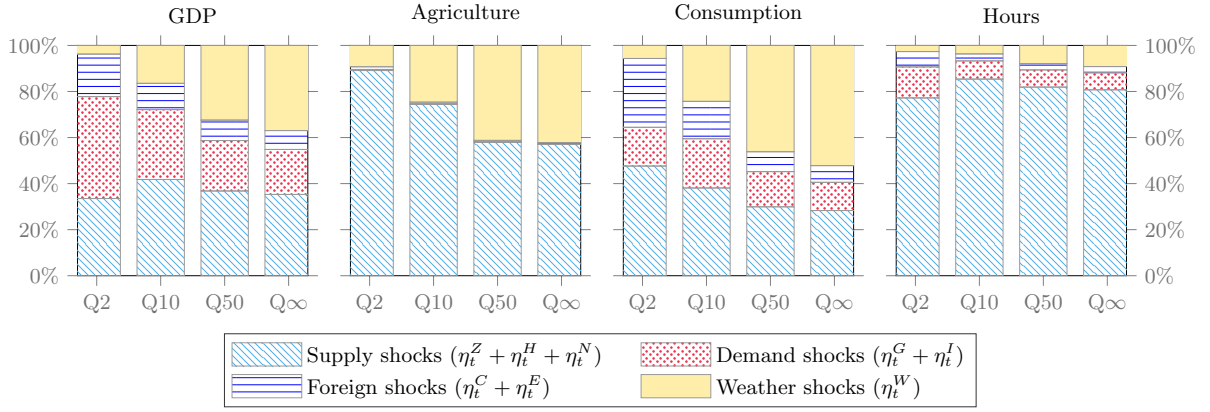 GDP Agriculture Consumption Hours
100% 100%
80% 80%
60% 60%
40% 40%
20% 20%
0% 0%
Q2 Q10 Q50 Q∞ Q2 Q10 Q50 Q∞ Q2 Q10 Q50 Q∞ Q2 Q10 Q50 Q∞
Supply shocks (η_t^Z + η_t^H + η_t^N) Demand shocks (η_t^G + η_t^I)
Foreign shocks (η_t^C + η_t^E) Weather shocks (η_t^W)